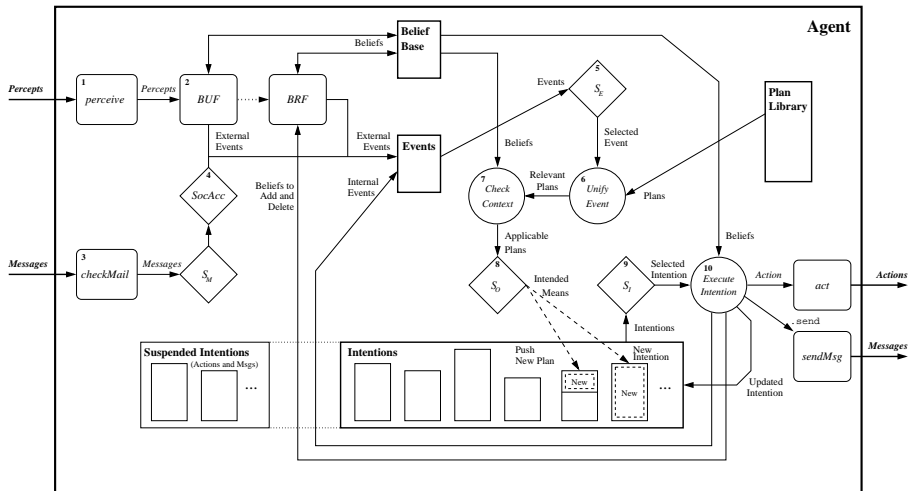 Agent
Belief
Base
Beliefs
Percepts
1
perceive
Percepts
2
BUF
BRF
Events
5
S_E
Plan
Library
External
Events
External
Events
Events
Selected
Event
4
SocAcc
Beliefs to
Add and
Delete
Internal
Events
Beliefs
7
Check
Context
Relevant
Plans
6
Unify
Event
Plans
Messages
3
checkMail
Messages
S_M
Applicable
Plans
8
S_O
Intended
Means
9
S_I
Selected
Intention
Beliefs
10
Execute
Intention
Action
act
Actions
.send
sendMsg
Messages
Intentions
Suspended Intentions
(Actions and Msgs)
...
Intentions
Push
New Plan
New
Intention
New
New
...
Updated
Intention